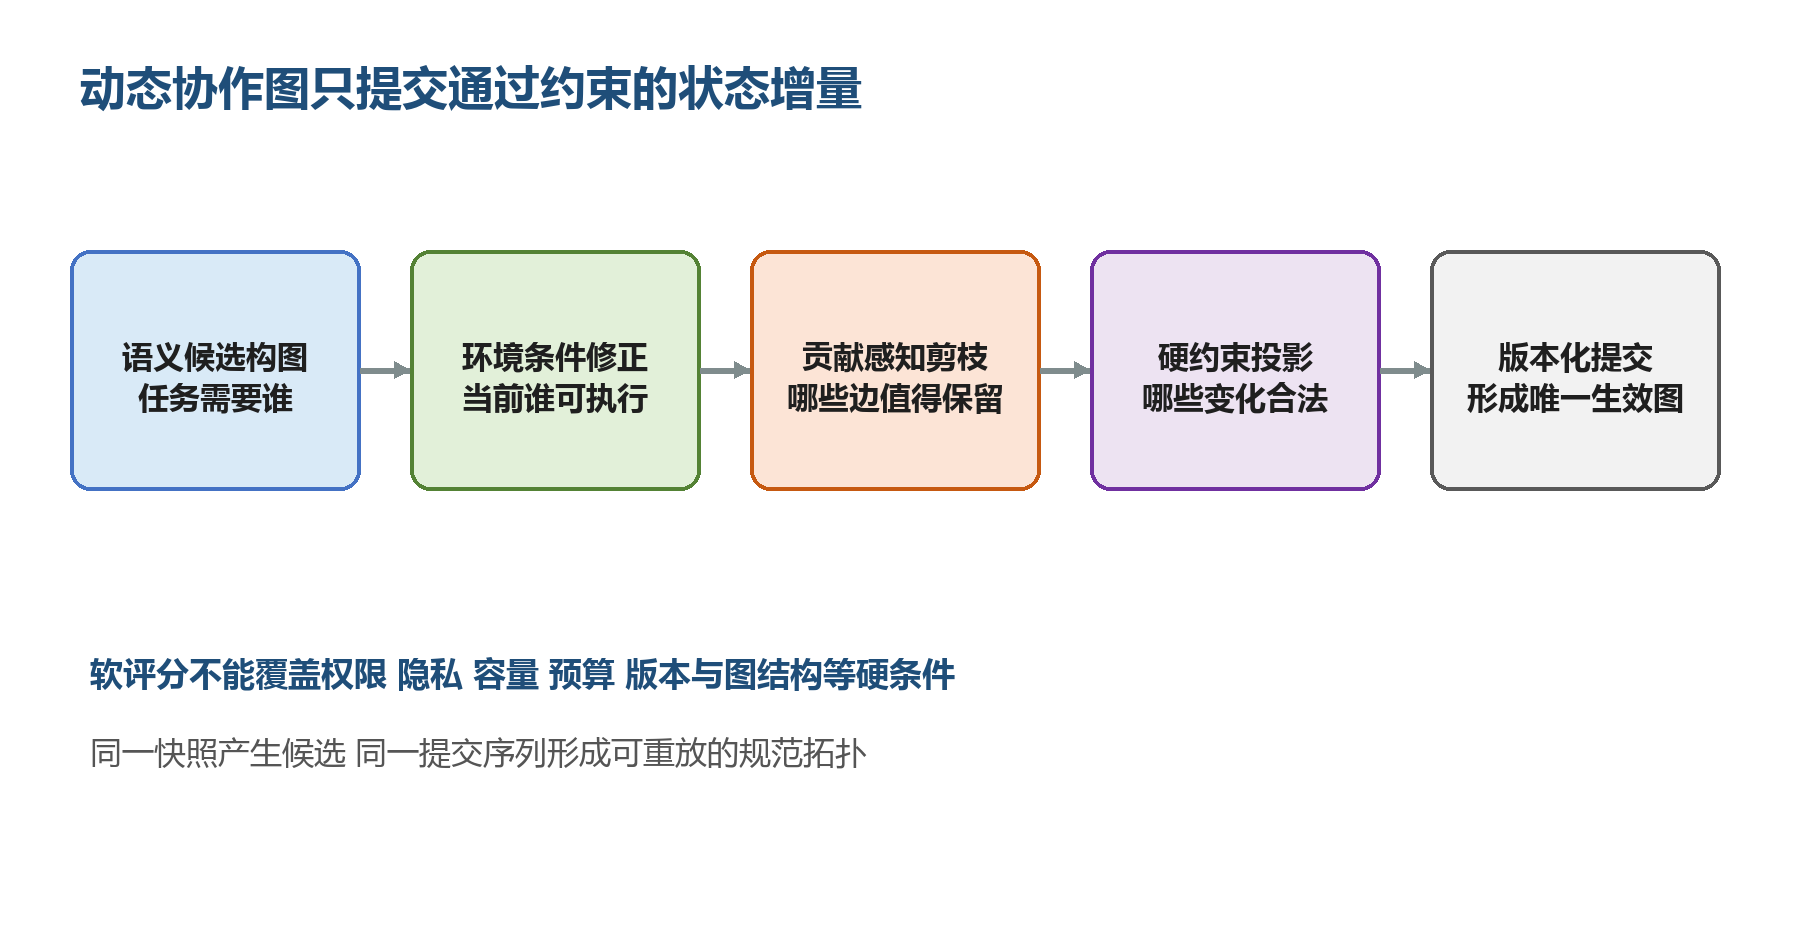 动态协作图只提交通过约束的状态增量
语义候选构图
任务需要谁
环境条件修正
当前谁可执行
贡献感知剪枝
哪些边值得保留
硬约束投影
哪些变化合法
版本化提交
形成唯一生效图
软评分不能覆盖权限 隐私 容量 预算 版本与图结构等硬条件
同一快照产生候选 同一提交序列形成可重放的规范拓扑